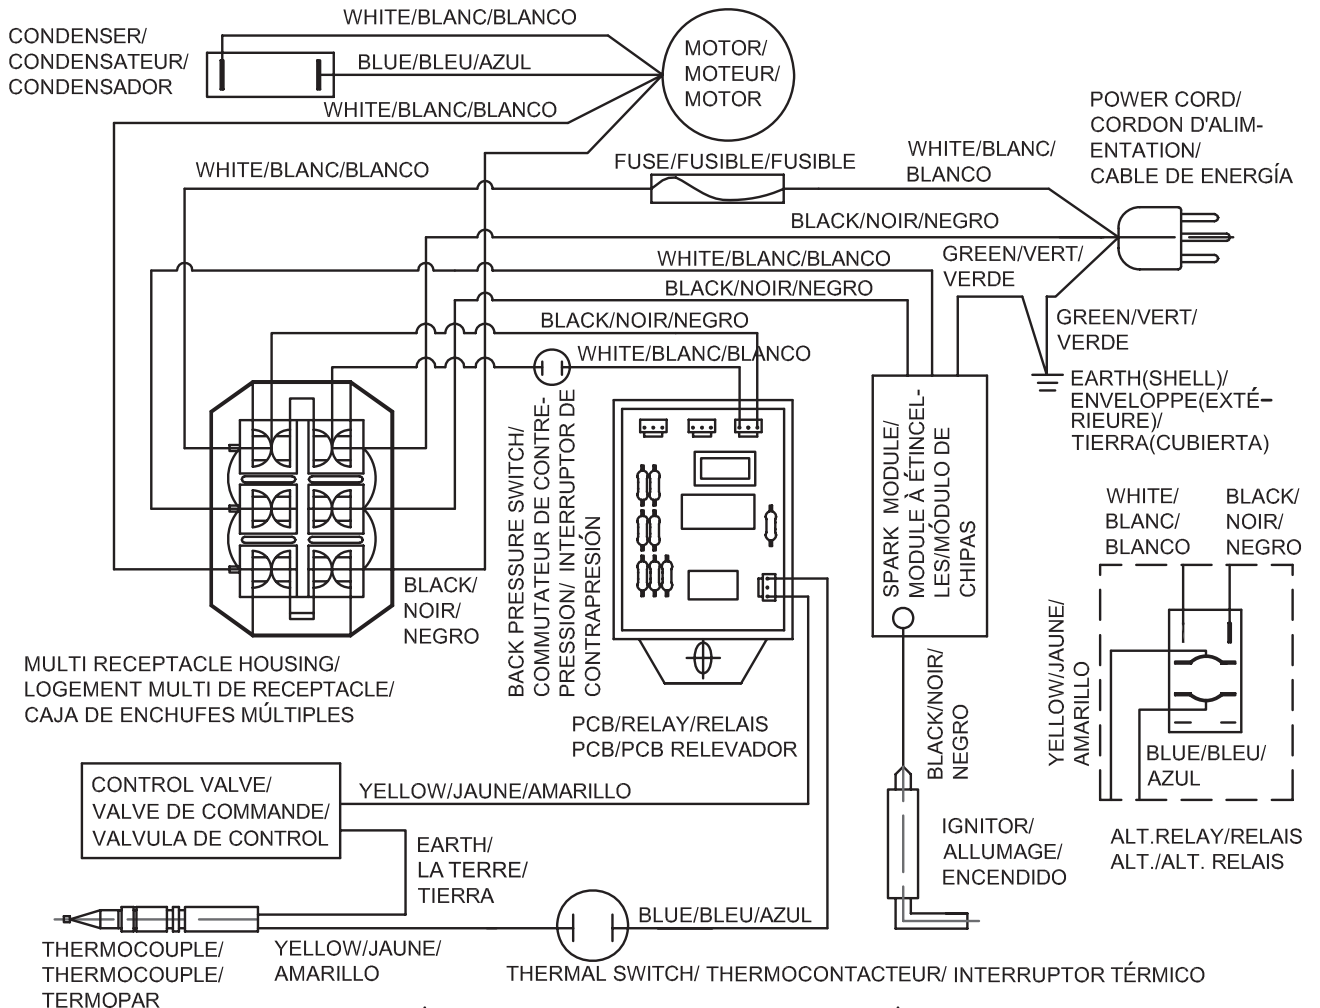 WHITE/BLANC/BLANCO
CONDENSER/
CONDENSATEUR/
CONDENSADOR
BLUE/BLEU/AZUL
MOTOR/
MOTEUR/
MOTOR
WHITE/BLANC/BLANCO
POWER CORD/
CORDON D'ALIM-
ENTATION/
CABLE DE ENERGÍA
WHITE/BLANC/BLANCO
FUSE/FUSIBLE/FUSIBLE
WHITE/BLANC/
BLANCO
BLACK/NOIR/NEGRO
GREEN/VERT/
VERDE
WHITE/BLANC/BLANCO
BLACK/NOIR/NEGRO
BLACK/NOIR/NEGRO
WHITE/BLANC/BLANCO
GREEN/VERT/
VERDE
EARTH(SHELL)/
ENVELOPPE(EXTÉ-
RIEURE)/
TIERRA(CUBIERTA)
BACK PRESSURE SWITCH/
COMMUTATEUR DE CONTRE-
PRESSION/ INTERRUPTOR DE
CONTRAPRESIÓN
SPARK MODULE/
MODULE À ÉTINCEL-
LES/MÓDULO DE
CHIPAS
WHITE/
BLANC/
BLANCO
BLACK/
NOIR/
NEGRO
BLACK/
NOIR/
NEGRO
MULTI RECEPTACLE HOUSING/
LOGEMENT MULTI DE RECEPTACLE/
CAJA DE ENCHUFES MÚLTIPLES
YELLOW/JAUNE/
AMARILLO
BLACK/NOIR/
NEGRO
PCB/RELAY/RELAIS
PCB/PCB RELEVADOR
BLUE/BLEU/
AZUL
CONTROL VALVE/
VALVE DE COMMANDE/
VALVULA DE CONTROL
YELLOW/JAUNE/AMARILLO
EARTH/
LA TERRE/
TIERRA
IGNITOR/
ALLUMAGE/
ENCENDIDO
ALT.RELAY/RELAIS
ALT./ALT. RELAIS
BLUE/BLEU/AZUL
THERMOCOUPLE/
THERMOCOUPLE/
TERMOPAR
YELLOW/JAUNE/
AMARILLO
THERMAL SWITCH/ THERMOCONTACTEUR/ INTERRUPTOR TÉRMICO